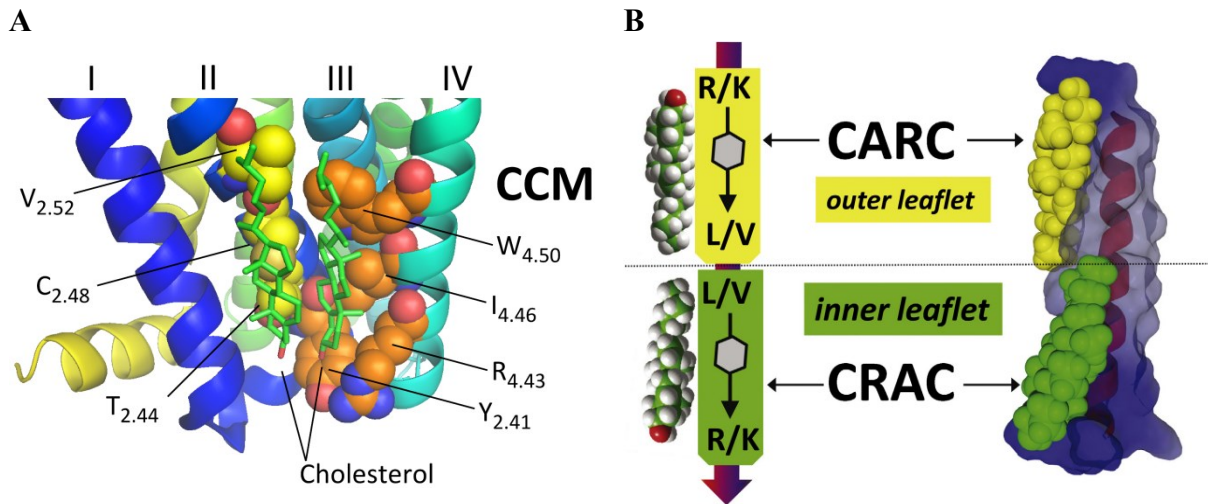 A
I II III IV
CCM
V2.52
C2.48
T2.44
W4.50
I4.46
R4.43
Y2.41
Cholesterol
B
R/K
L/V
CARC
outer leaflet
L/V
R/K
inner leaflet
CRAC